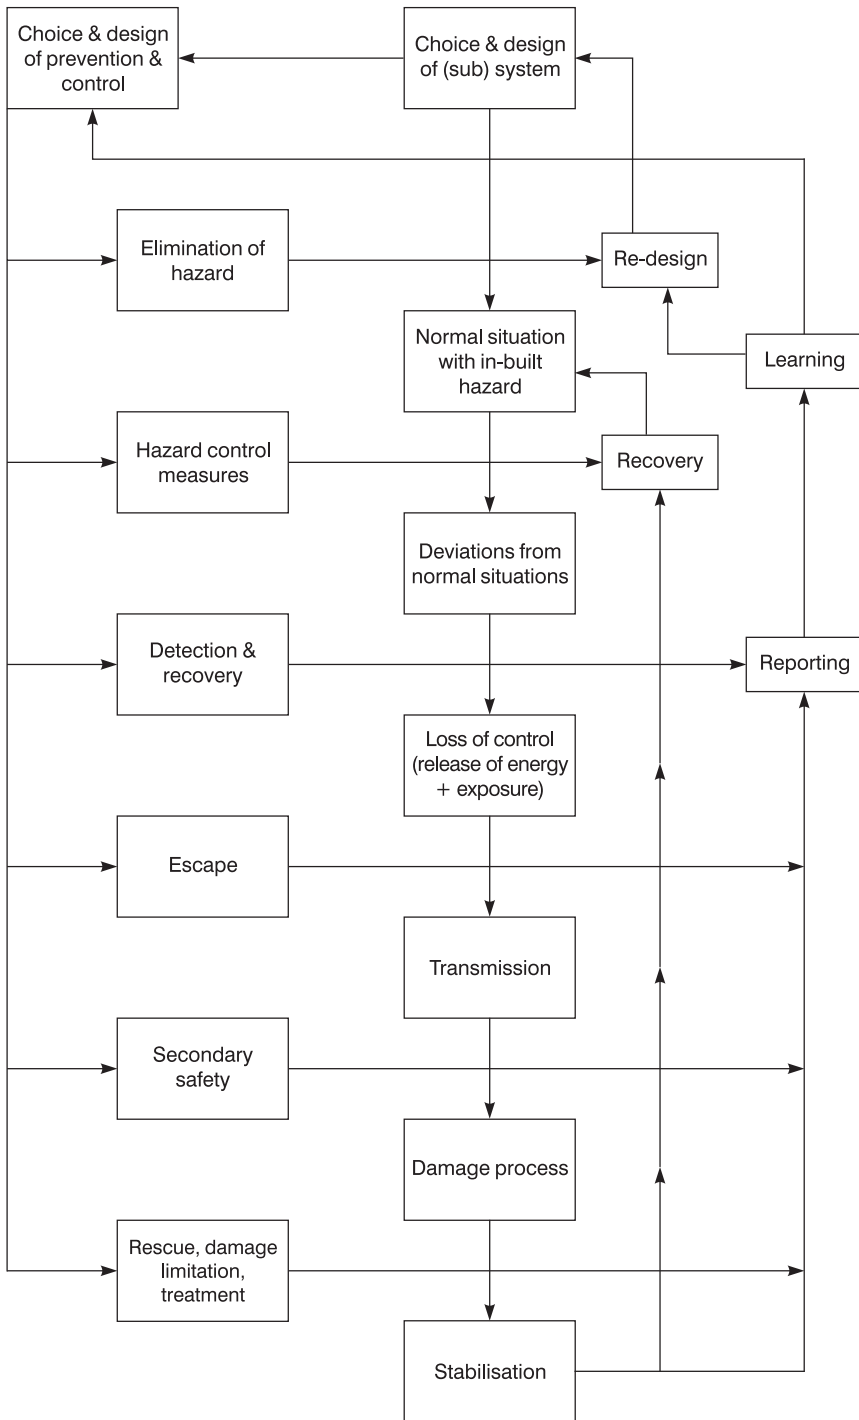 Choice & design
of prevention &
control
Choice & design
of (sub) system
Elimination of
hazard
Re-design
Normal situation
with in-built
hazard
Learning
Hazard control
measures
Recovery
Deviations from
normal situations
Detection &
recovery
Reporting
Loss of control
(release of energy
+ exposure)
Escape
Transmission
Secondary
safety
Damage process
Rescue, damage
limitation,
treatment
Stabilisation